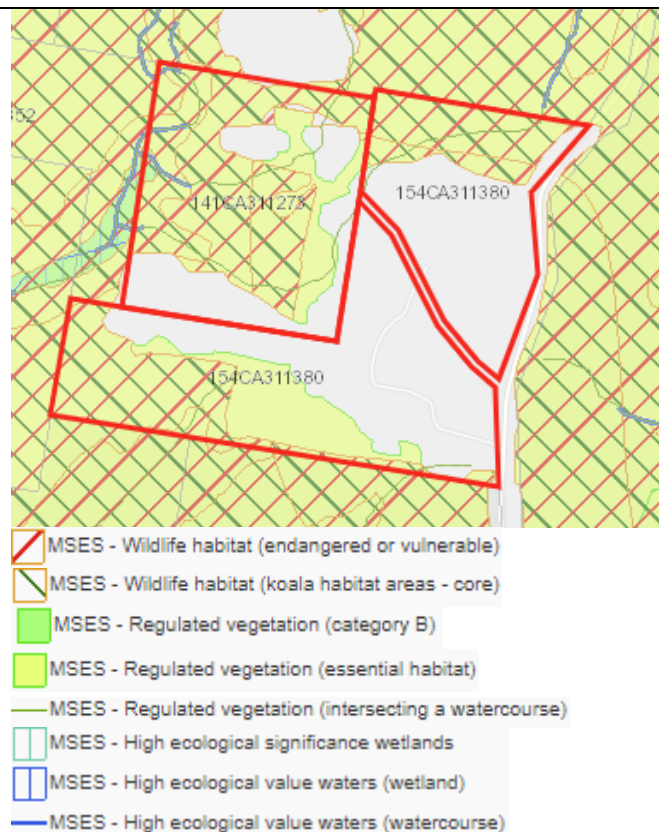 352
141CA311273
154CA311380
154CA311380
MSES - Wildlife habitat (endangered or vulnerable)
MSES - Wildlife habitat (koala habitat areas - core)
MSES - Regulated vegetation (category B)
MSES - Regulated vegetation (essential habitat)
MSES - Regulated vegetation (intersecting a watercourse)
MSES - High ecological significance wetlands
MSES - High ecological value waters (wetland)
MSES - High ecological value waters (watercourse)